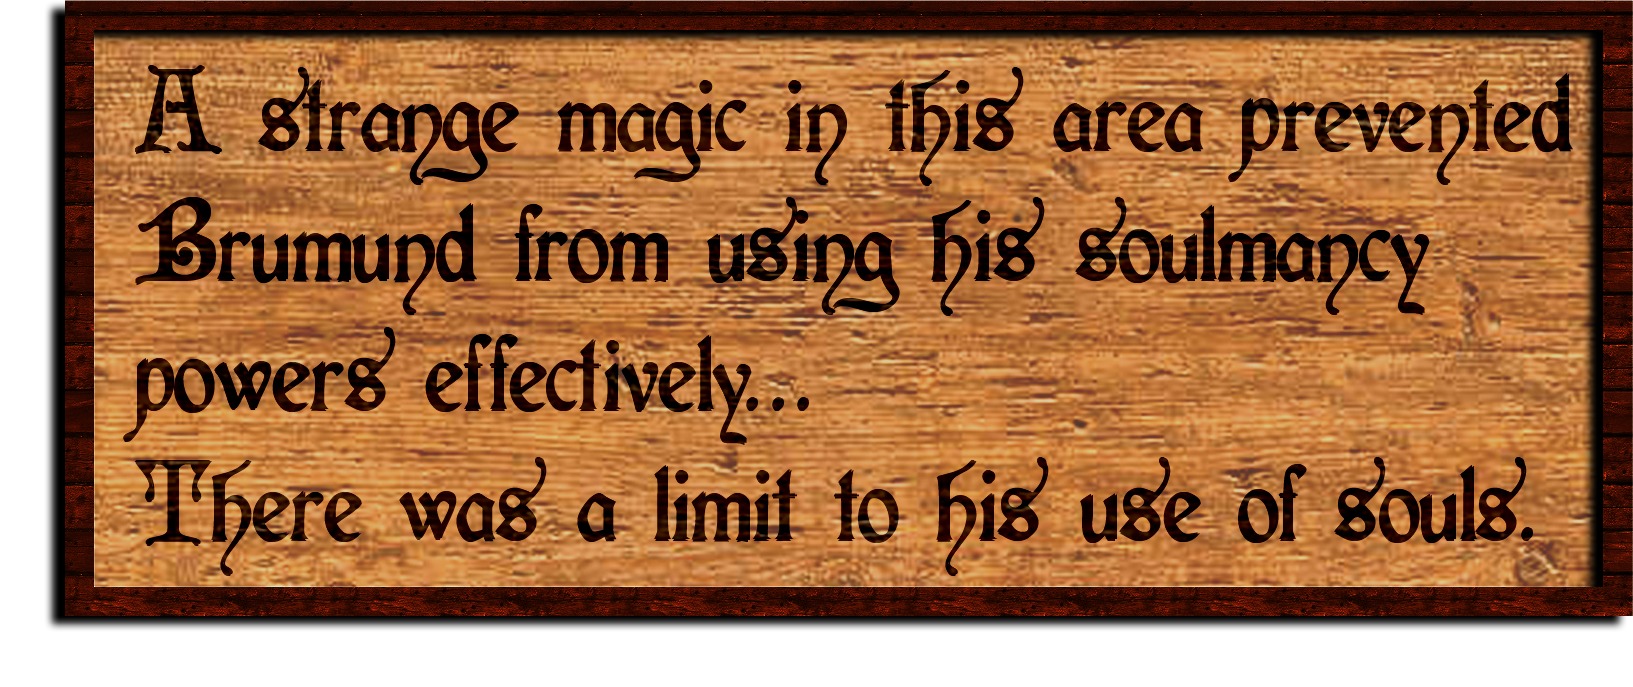 A strange magic in this area prevented
Brumund from using his soulmancy
powers effectively...
There was a limit to his use of souls.